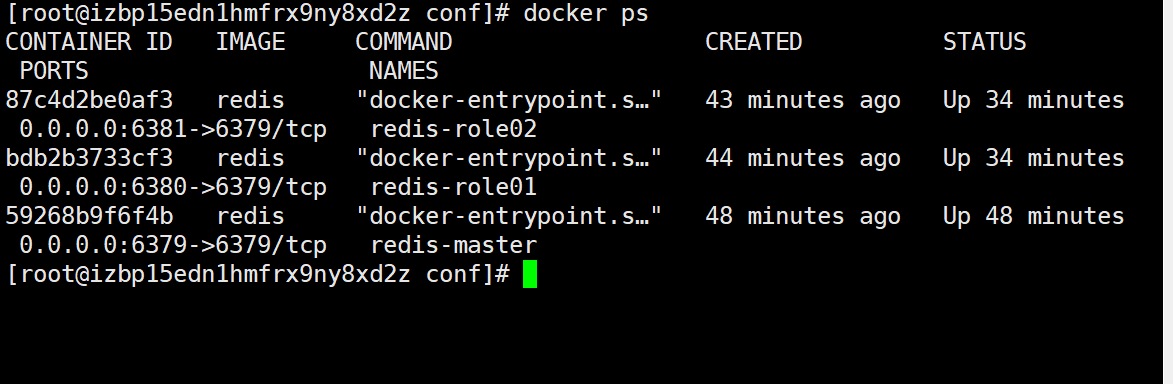 [root@izbp15edn1hmfrx9ny8xd2z conf]# docker ps
CONTAINER ID   IMAGE     COMMAND                  CREATED          STATUS
 PORTS                    NAMES
87c4d2be0af3   redis     "docker-entrypoint.s…"   43 minutes ago   Up 34 minutes
 0.0.0.0:6381->6379/tcp   redis-role02
bdb2b3733cf3   redis     "docker-entrypoint.s…"   44 minutes ago   Up 34 minutes
 0.0.0.0:6380->6379/tcp   redis-role01
59268b9f6f4b   redis     "docker-entrypoint.s…"   48 minutes ago   Up 48 minutes
 0.0.0.0:6379->6379/tcp   redis-master
[root@izbp15edn1hmfrx9ny8xd2z conf]#